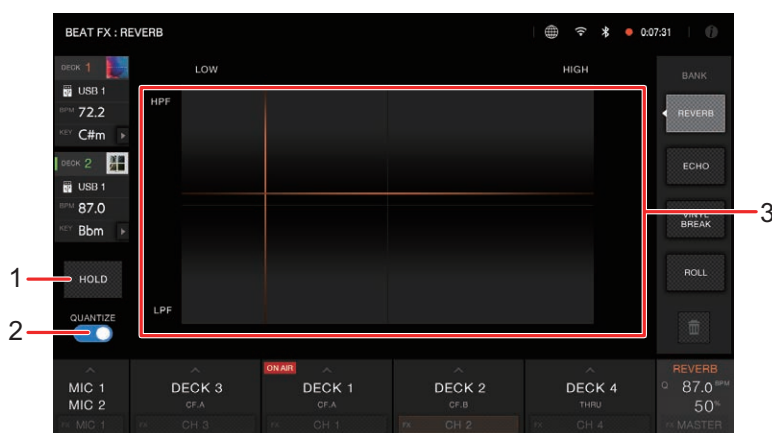 BEAT FX : REVERB
0:07:31
DECK 1
USB 1
BPM 72.2
KEY C#m
DECK 2
USB 1
BPM 87.0
KEY Bbm
HOLD
QUANTIZE
1
2
LOW
HIGH
HPF
LPF
3
BANK
REVERB
ECHO
VINYL
BREAK
ROLL
MIC 1
MIC 2
FX MIC 1
DECK 3
CF.A
FX CH 3
ON AIR
DECK 1
CF.A
FX CH 1
DECK 2
CF.B
FX CH 2
DECK 4
THRU
FX CH 4
REVERB
Q 87.0 BPM
50%
FX MASTER